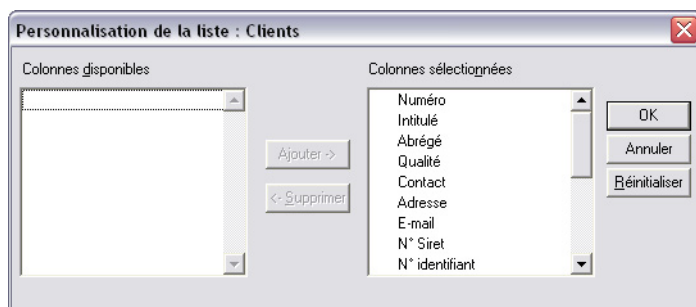 Personnalisation de la liste : Clients
Colonnes disponibles
Colonnes sélectionnées
Numéro
Intitulé
Abrégé
Qualité
Contact
Adresse
E-mail
N° Siret
N° identifiant
Ajouter ->
<- Supprimer
OK
Annuler
Réinitialiser